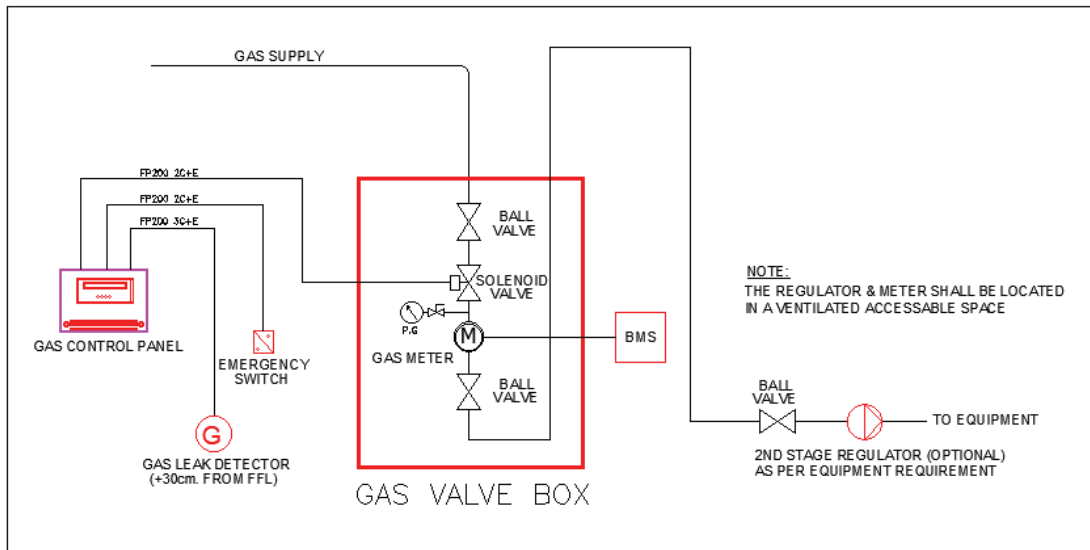 GAS SUPPLY
FP200 2C+E
FP200 2C+E
FP200 3C+E
BALL
VALVE
SOLENOID
VALVE
P.G
M
GAS METER
BMS
BALL
VALVE
GAS CONTROL PANEL
EMERGENCY
SWITCH
G
GAS LEAK DETECTOR
(+30cm. FROM FFL)
GAS VALVE BOX
NOTE:
THE REGULATOR & METER SHALL BE LOCATED
IN A VENTILATED ACCESSABLE SPACE
BALL
VALVE
TO EQUIPMENT
2ND STAGE REGULATOR (OPTIONAL)
AS PER EQUIPMENT REQUIREMENT